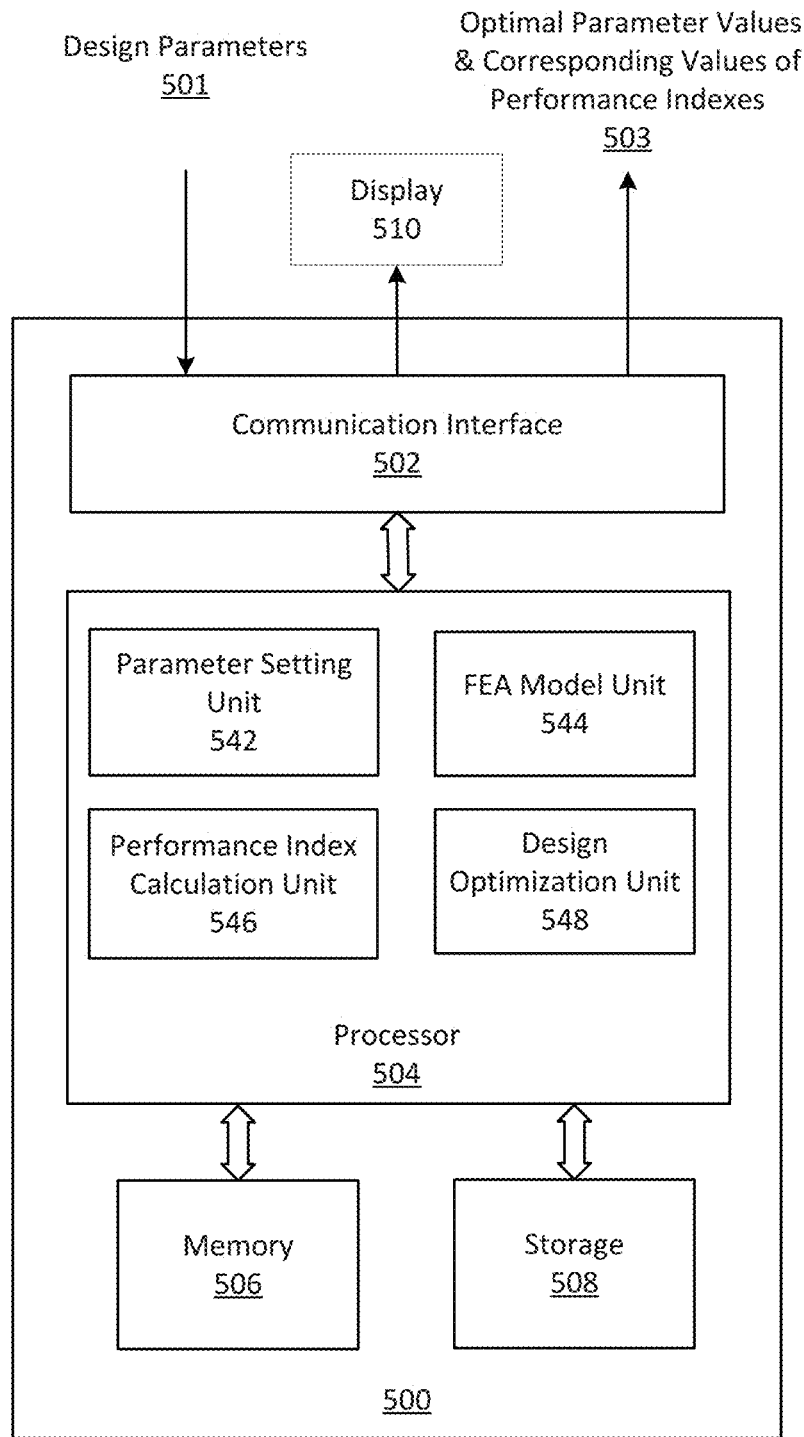 Design Parameters
501
Optimal Parameter Values
& Corresponding Values of
Performance Indexes
503
Display
510
Communication Interface
502
Parameter Setting
Unit
542
FEA Model Unit
544
Performance Index
Calculation Unit
546
Design
Optimization Unit
548
Processor
504
Memory
506
Storage
508
500